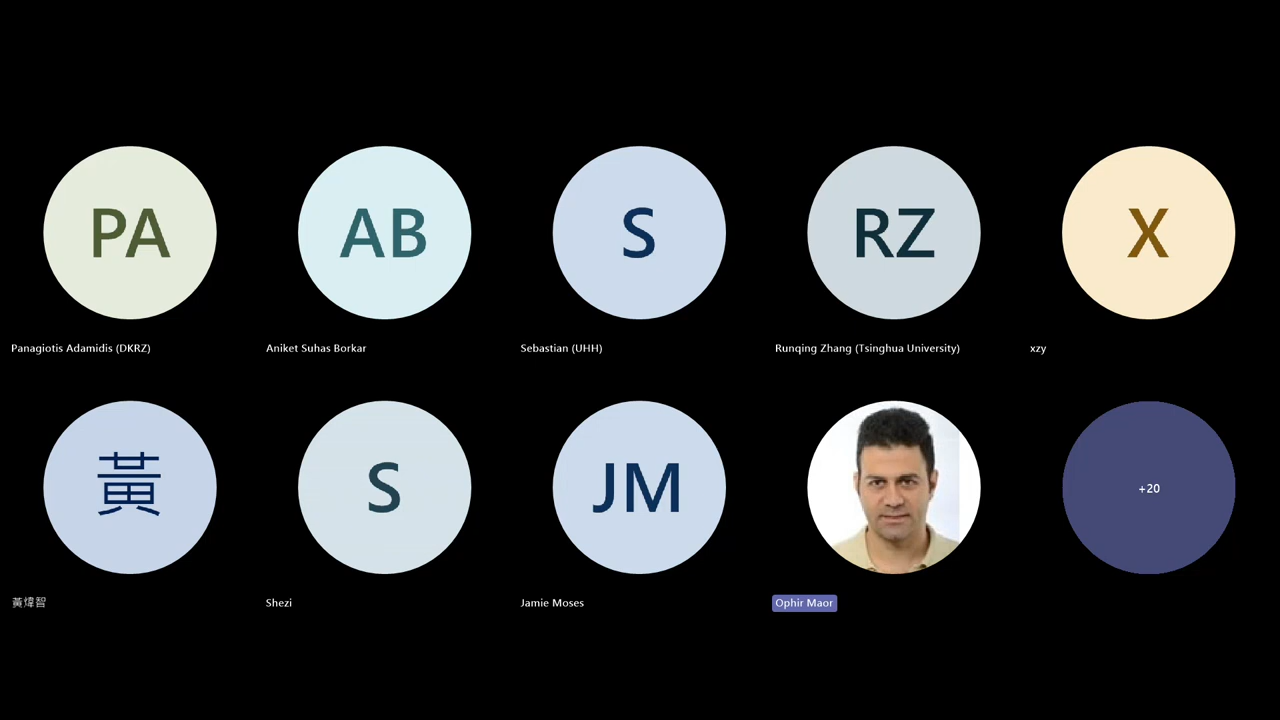 PA
AB
S
RZ
X
Panagiotis Adamidis (DKRZ)
Aniket Suhas Borkar
Sebastian (UHH)
Runqing Zhang (Tsinghua University)
xzy
黃
S
JM
+20
黃煒智
Shezi
Jamie Moses
Ophir Maor